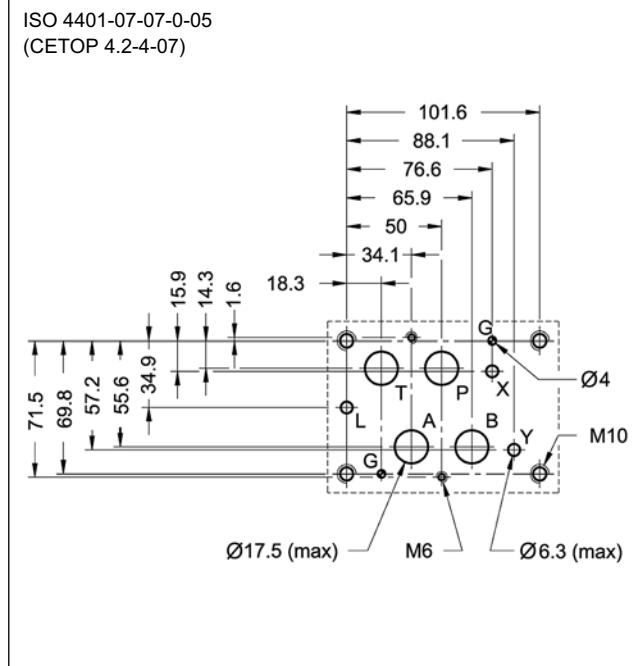 ISO 4401-07-07-0-05
(CETOP 4.2-4-07)
101.6
88.1
76.6
65.9
50
34.1
18.3
15.9
14.3
1.6
G
71.5
69.8
57.2
55.6
34.9
T
P
X
Ø4
L
A
B
Y
M10
G
Ø17.5 (max)
M6
Ø6.3 (max)